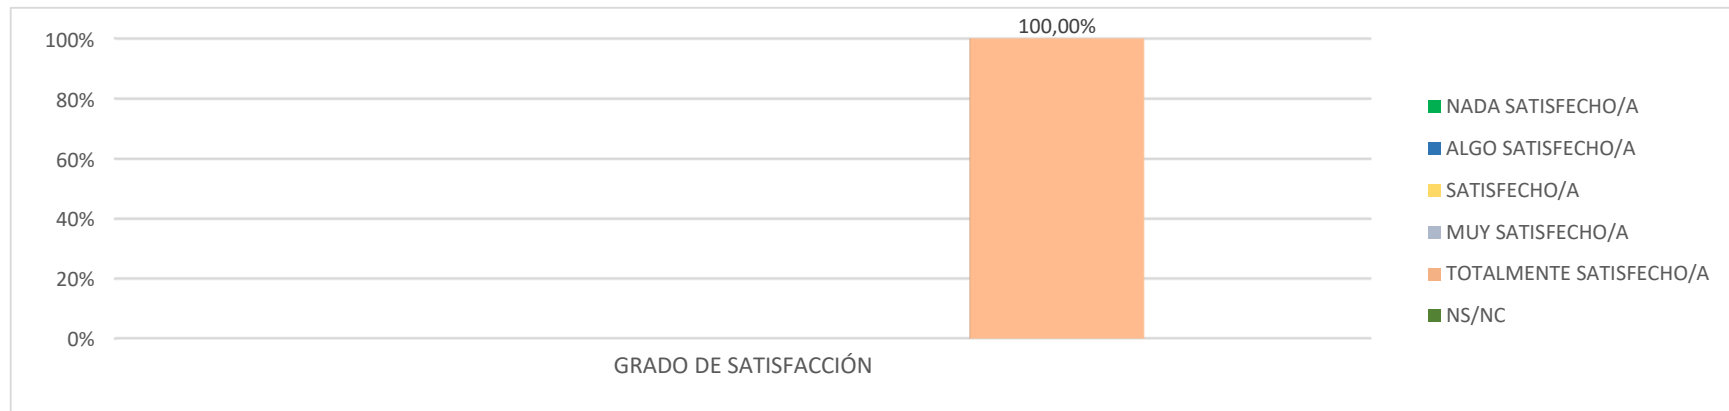 100,00%
100%
80%
60%
40%
20%
0%
GRADO DE SATISFACCIÓN
NADA SATISFECHO/A
ALGO SATISFECHO/A
SATISFECHO/A
MUY SATISFECHO/A
TOTALMENTE SATISFECHO/A
NS/NC